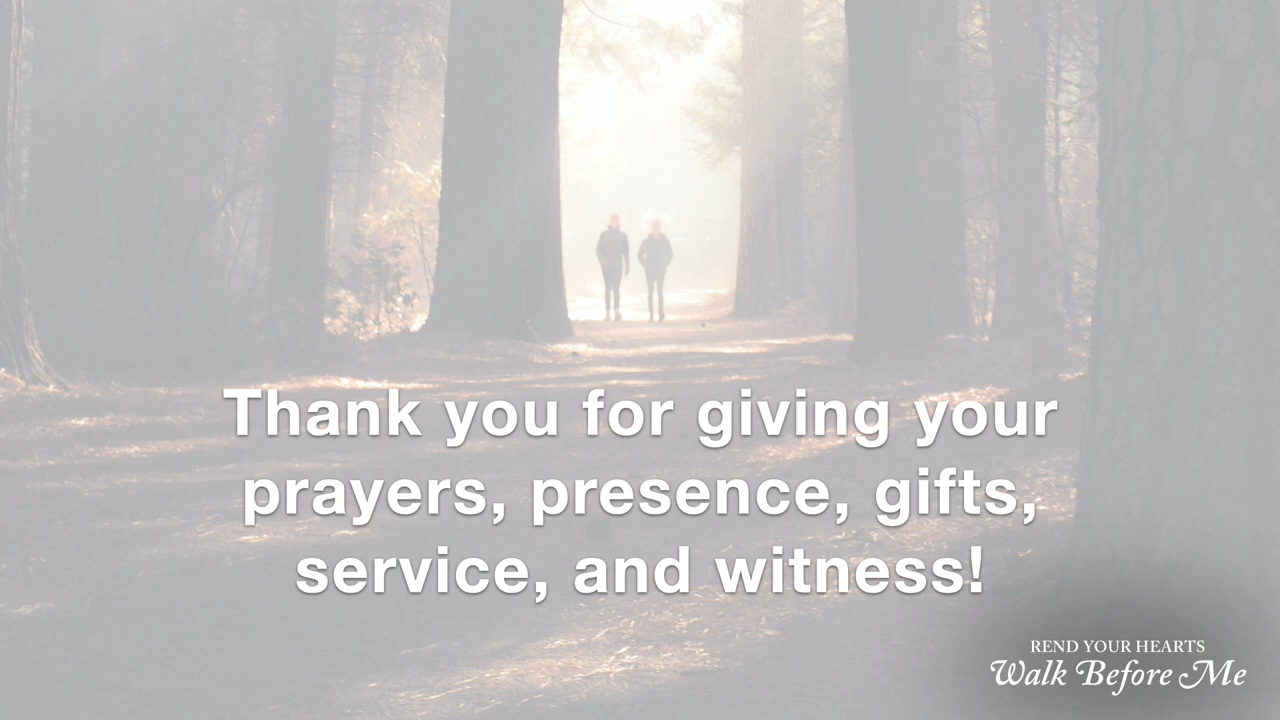 Thank you for giving your
prayers, presence, gifts,
service, and witness!
REND YOUR HEARTS
Walk Before Me